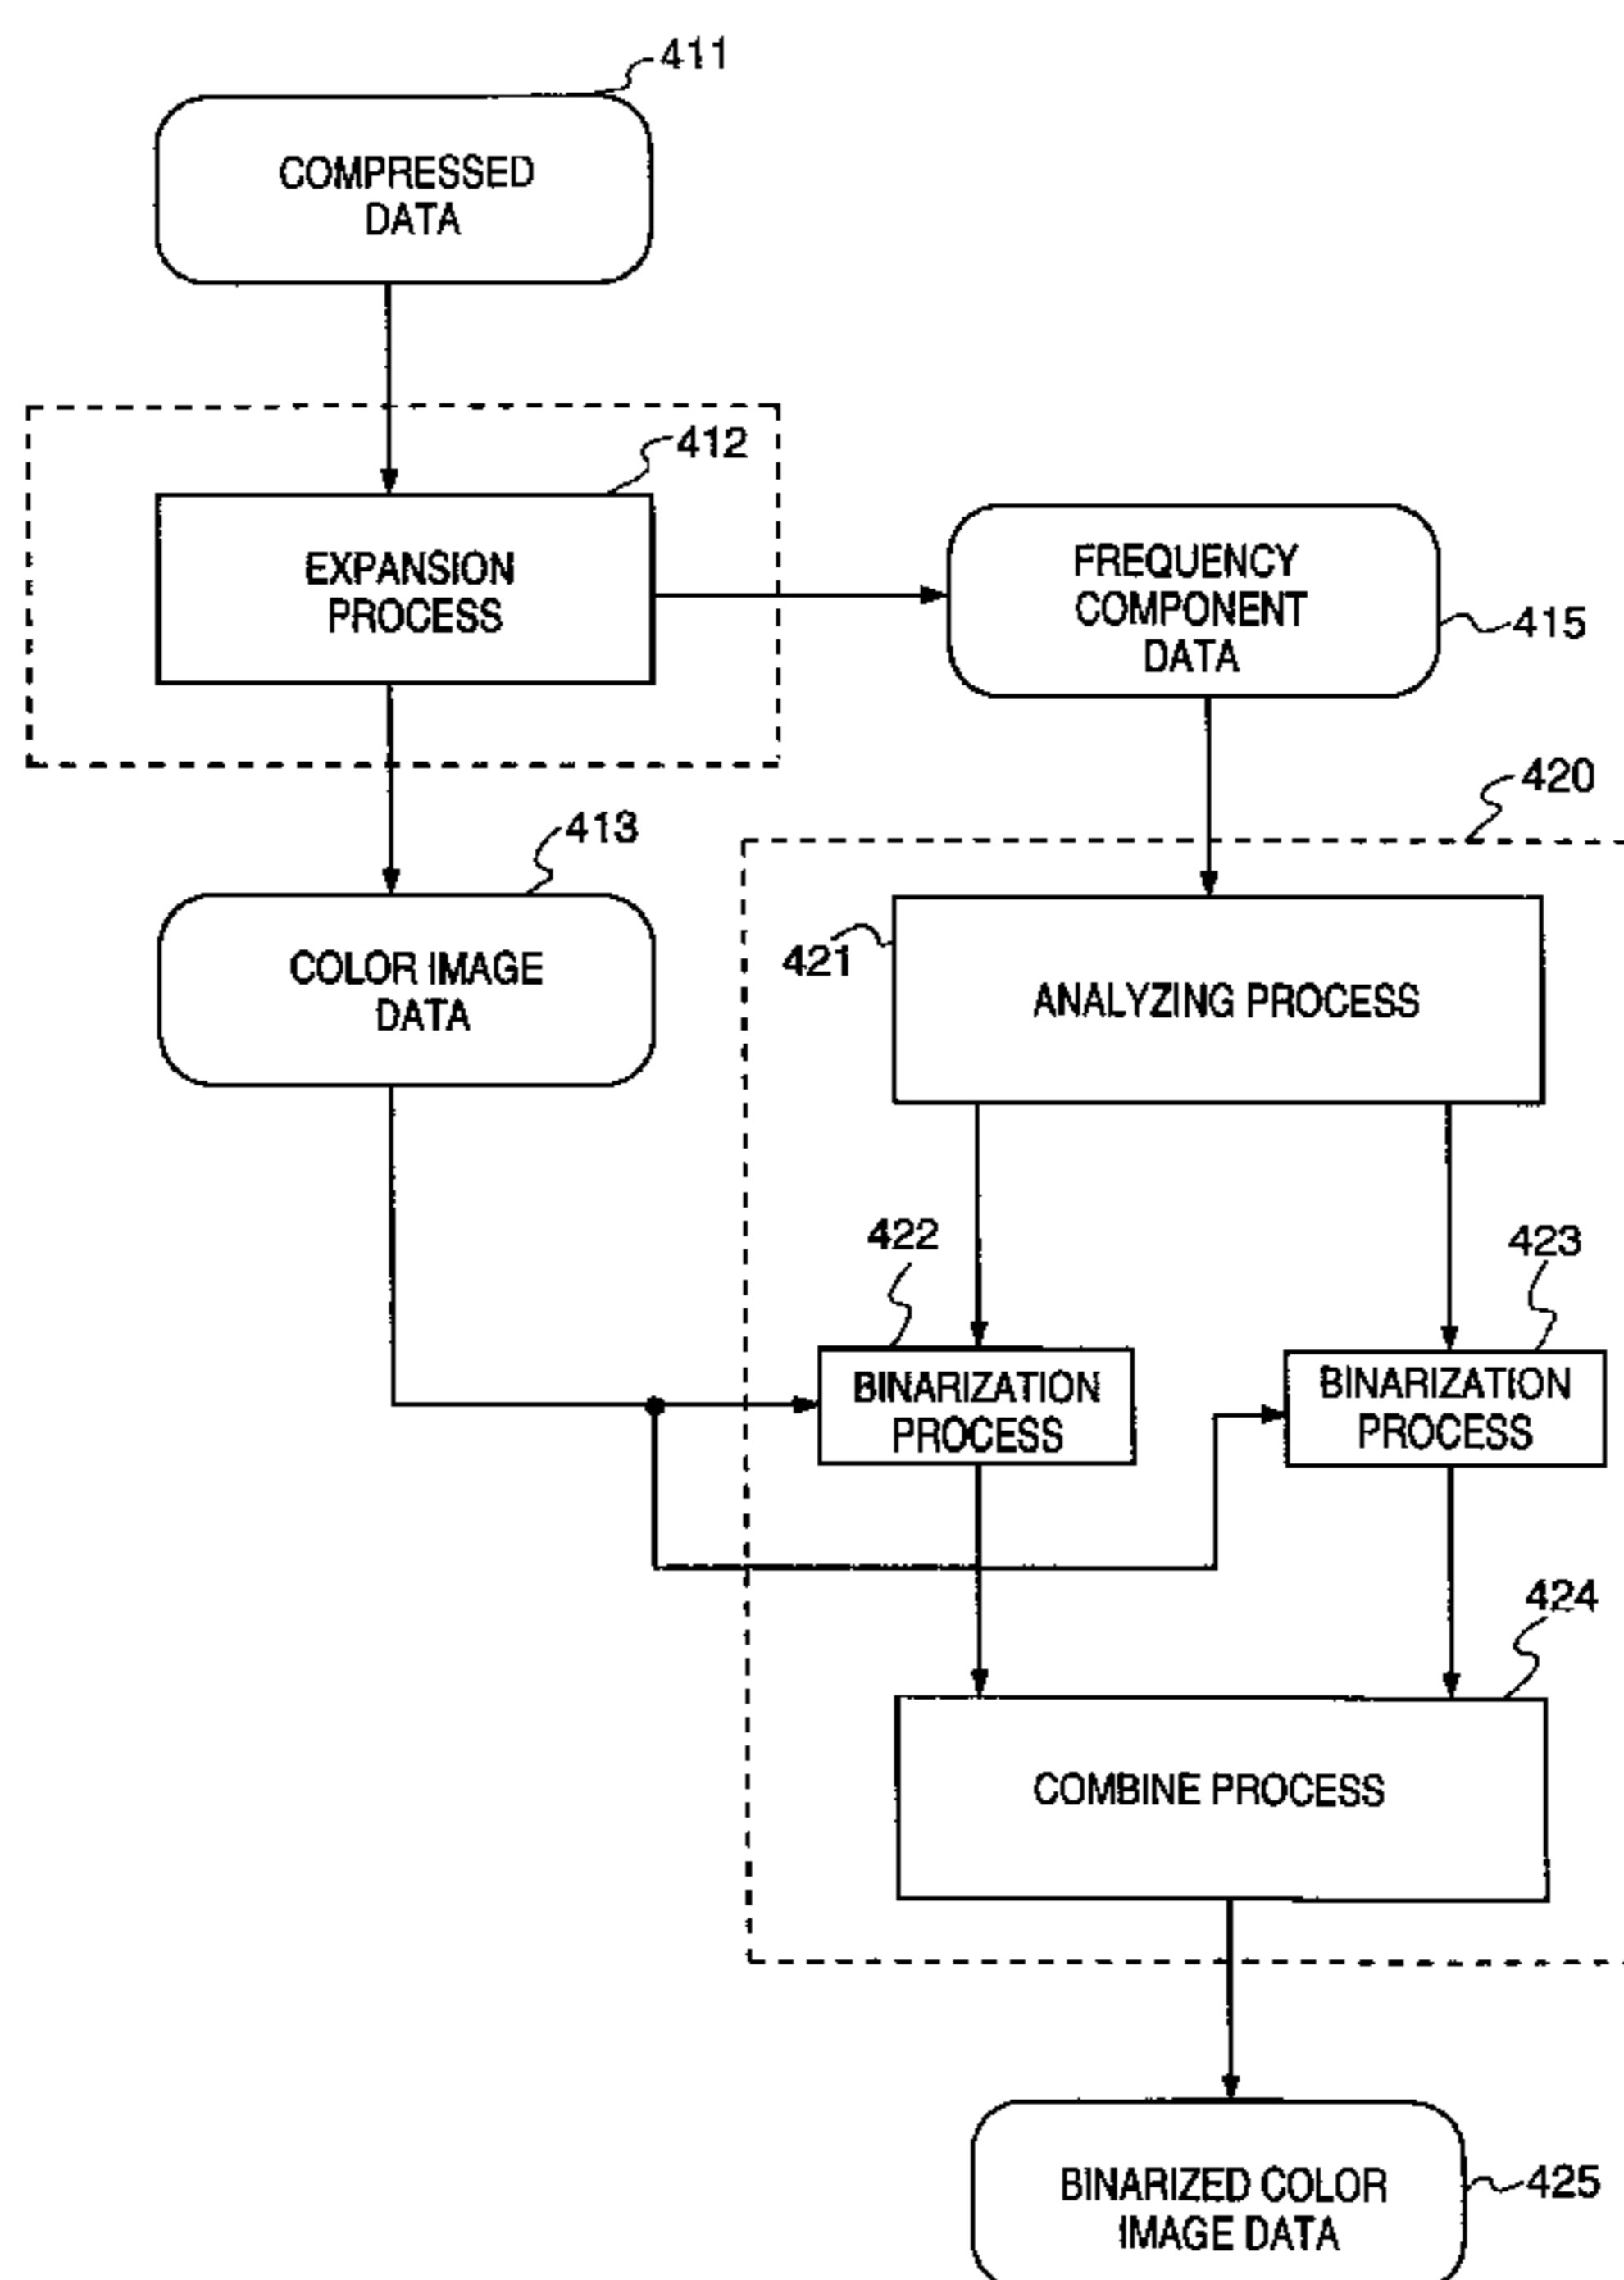 411
COMPRESSED
DATA
412
EXPANSION
PROCESS
FREQUENCY
COMPONENT
DATA
415
420
413
COLOR IMAGE
DATA
421
ANALYZING PROCESS
422
423
BINARIZATION
PROCESS
BINARIZATION
PROCESS
424
COMBINE PROCESS
BINARIZED COLOR
IMAGE DATA
425